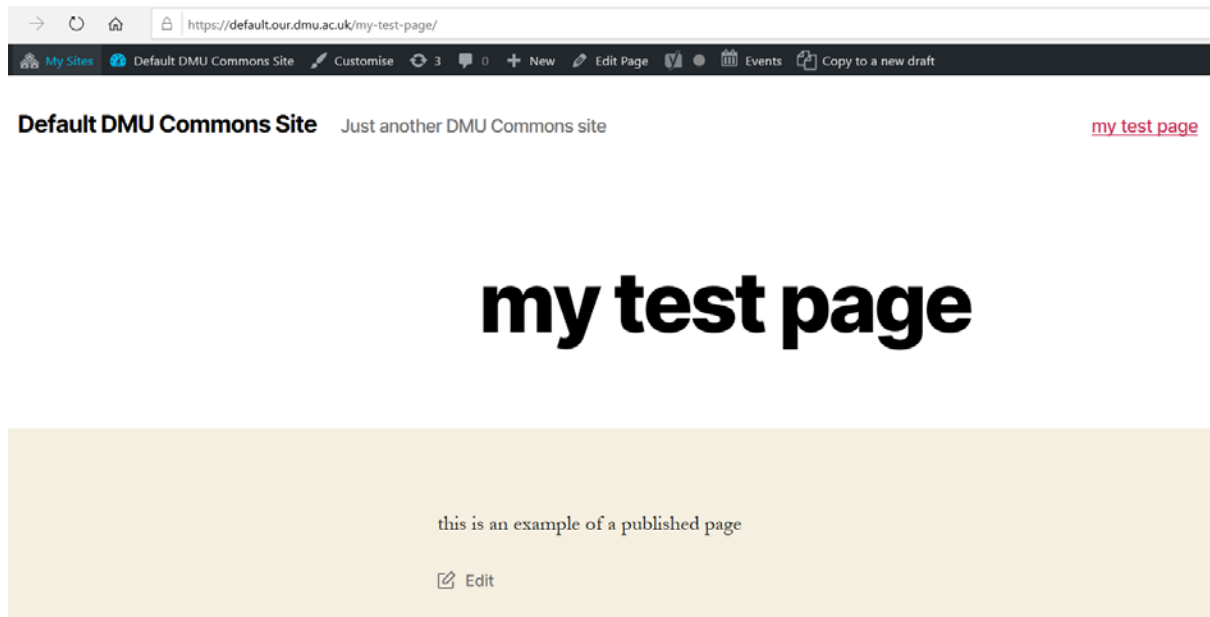 https://default.our.dmu.ac.uk/my-test-page/
My Sites Default DMU Commons Site Customise 3 0 + New Edit Page Events Copy to a new draft
Default DMU Commons Site Just another DMU Commons site my test page
my test page
this is an example of a published page
Edit